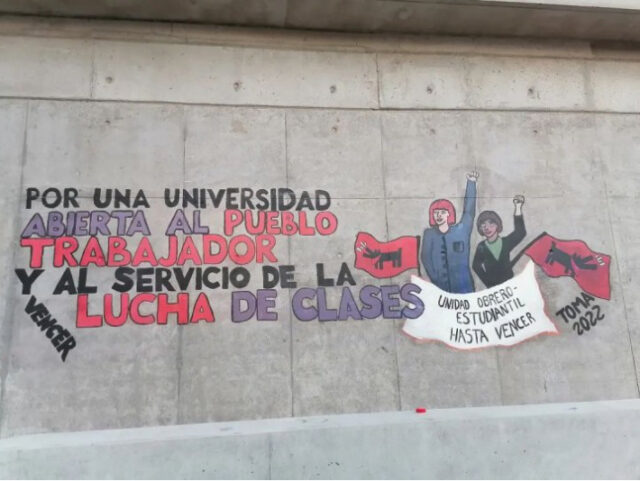 POR UNA UNIVERSIDAD
ABIERTA AL PUEBLO
TRABAJADOR
Y AL SERVICIO DE LA
LUCHA DE CLASES
VENCER
UNIDAD OBRERO-
ESTUDIANTIL
HASTA VENCER
TOMA
2022